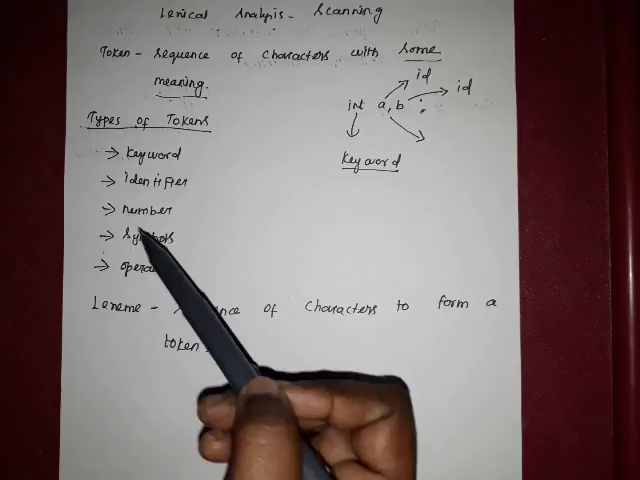 Lexical Analysis - Scanning
Token - sequence of characters with some
meaning.
id
id
int a, b ;
Types of Tokens
keyword
→ keyword
→ identifier
→ number
→ symbols
→
Lexeme - of characters to form a
token.